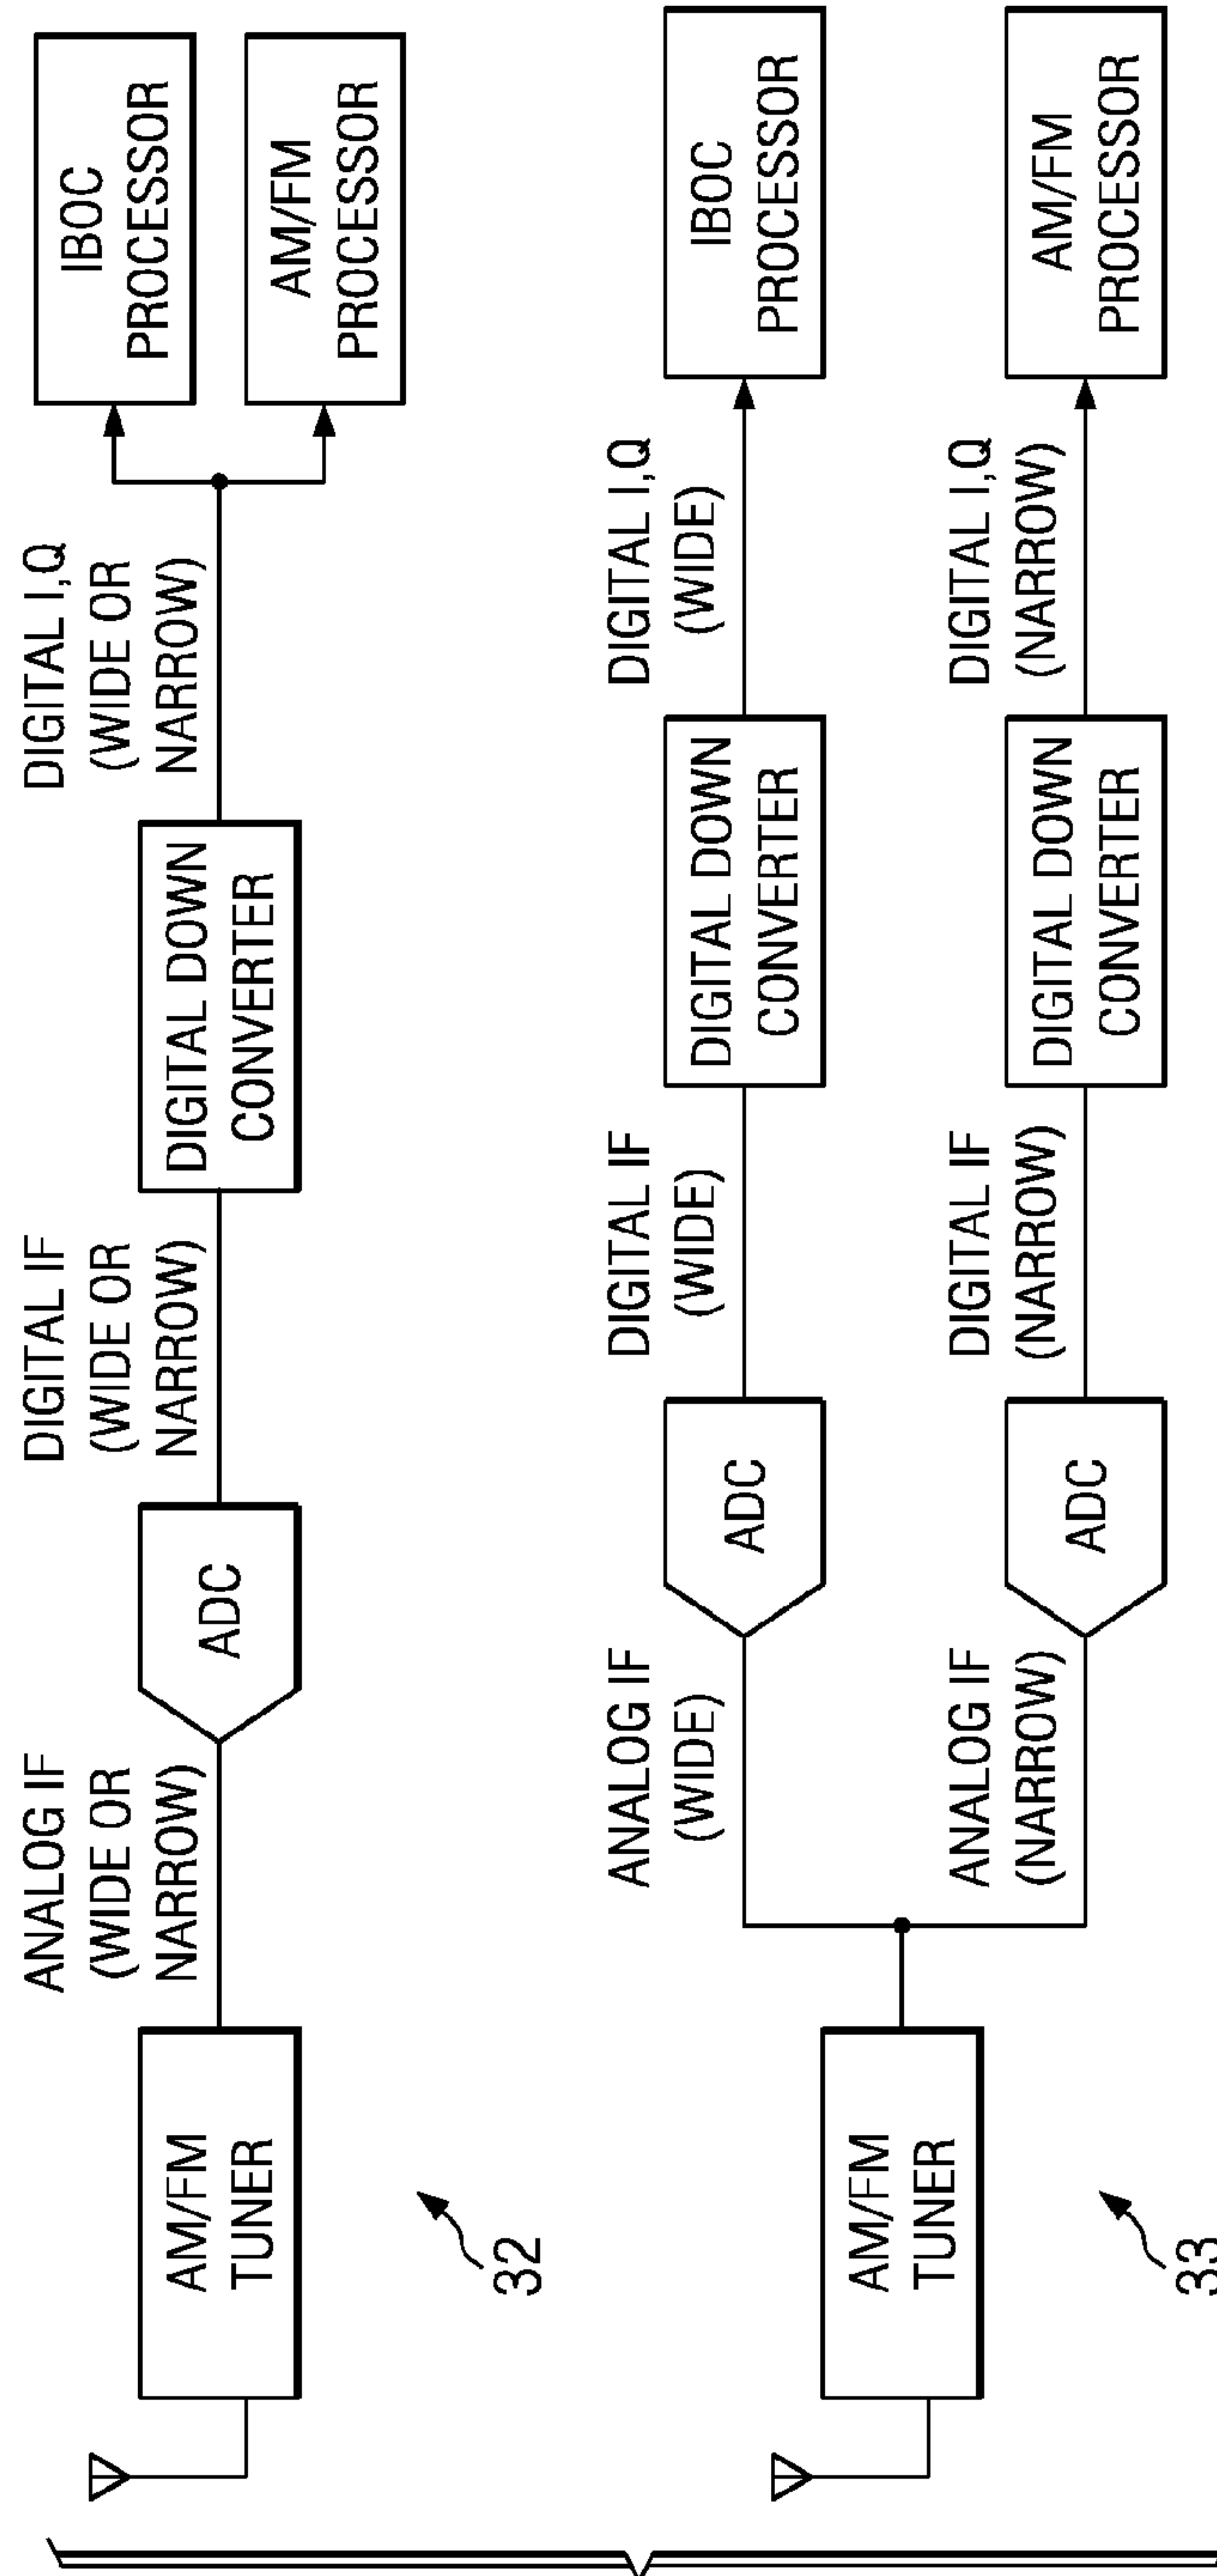 AM/FM
TUNER
ANALOG IF
(WIDE OR
NARROW)
ADC
DIGITAL IF
(WIDE OR
NARROW)
DIGITAL DOWN
CONVERTER
DIGITAL I,Q
(WIDE OR
NARROW)
IBOC
PROCESSOR
AM/FM
PROCESSOR
32
AM/FM
TUNER
ANALOG IF
(WIDE)
ADC
DIGITAL IF
(WIDE)
DIGITAL DOWN
CONVERTER
DIGITAL I,Q
(WIDE)
IBOC
PROCESSOR
ANALOG IF
(NARROW)
ADC
DIGITAL IF
(NARROW)
DIGITAL DOWN
CONVERTER
DIGITAL I,Q
(NARROW)
AM/FM
PROCESSOR
33